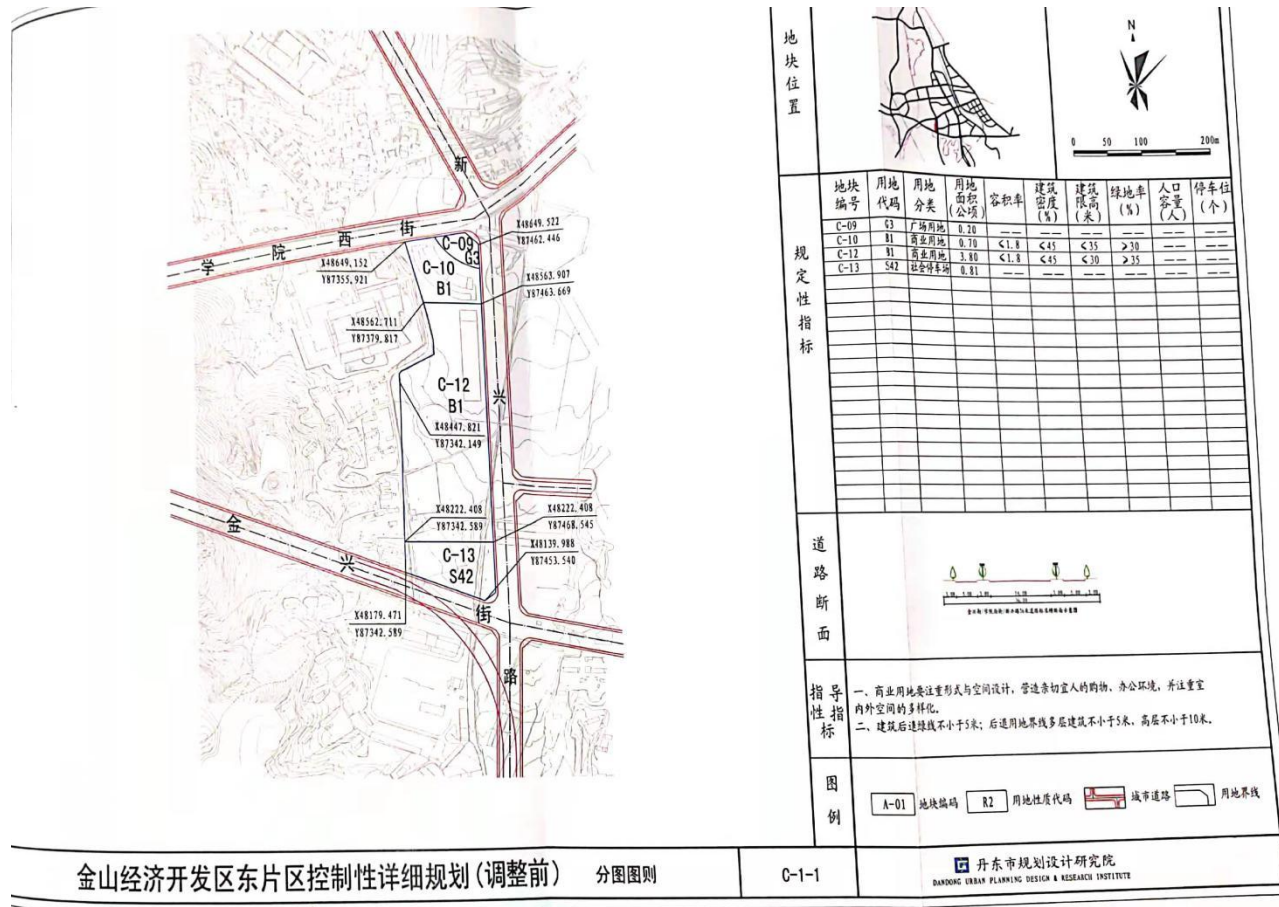 新
学院西街
C-09
G3
X48649.522
Y87462.446
X48649.152
Y87355.921
C-10
B1
X48563.907
Y87463.669
X48562.711
Y87379.817
C-12
B1
兴
X48447.821
Y87342.149
X48222.408
Y87342.589
X48222.408
Y87468.545
金
兴
街
C-13
S42
X48139.988
Y87453.540
X48179.471
Y87342.589
路
地块位置
N
0 50 100 200m
规定性指标
地块编号 用地代码 用地分类 用地面积(公顷) 容积率 建筑密度(%) 建筑限高(米) 绿地率(%) 人口容量(人) 停车位(个)
C-09 G3 广场用地 0.20 —— —— —— —— —— ——
C-10 B1 商业用地 0.70 ≤1.8 ≤45 ≤35 ≥30 —— ——
C-12 B1 商业用地 3.80 ≤1.8 ≤45 ≤30 ≥35 —— ——
C-13 S42 社会停车场 0.81 —— —— —— —— —— ——
道路断面
指导性指标
一、商业用地要注重形式与空间设计，营造亲切宜人的购物、办公环境，并注重室
内外空间的多样化。
二、建筑后退绿线不小于5米；后退用地界线多层建筑不小于5米、高层不小于10米。
图例
A-01 地块编码 R2 用地性质代码 城市道路 用地界线
金山经济开发区东片区控制性详细规划(调整前) 分图图则 C-1-1
丹东市规划设计研究院
DANDONG URBAN PLANNING DESIGN & RESEARCH INSTITUTE